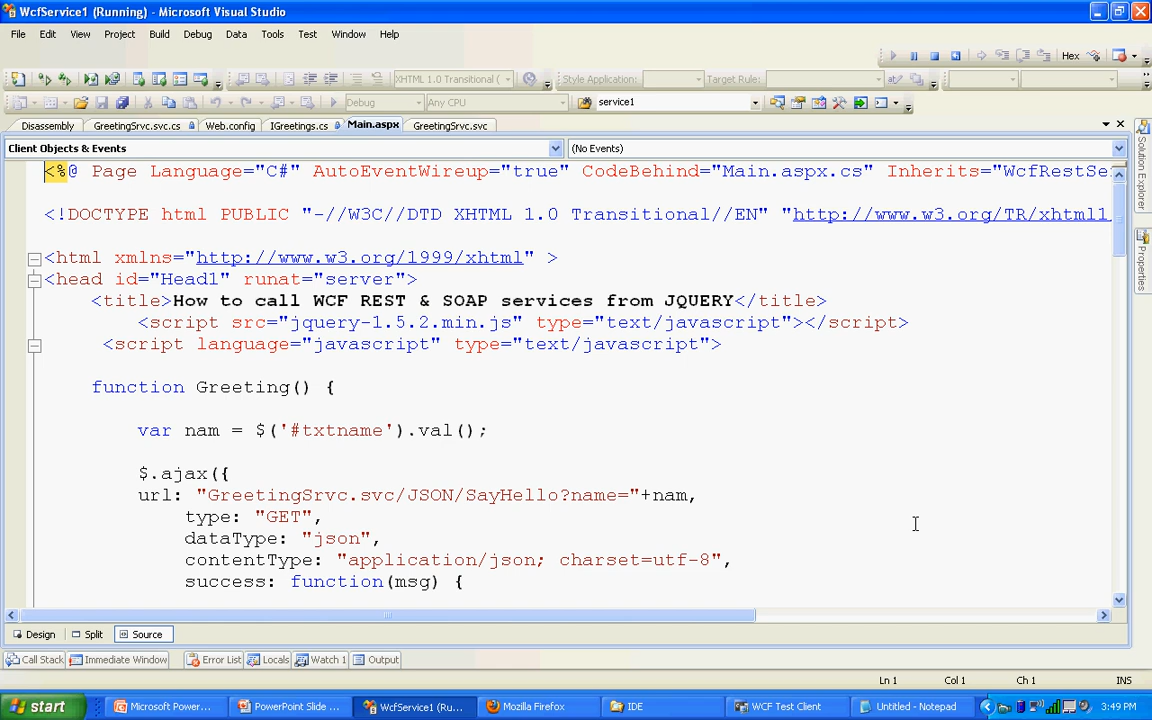 WcfService1 (Running) - Microsoft Visual Studio
File Edit View Project Build Debug Data Tools Test Window Help
Hex
XHTML 1.0 Transitional ( Style Application: Target Rule:
Debug Any CPU service1
Disassembly GreetingSrvc.svc.cs Web.config IGreetings.cs Main.aspx GreetingSrvc.svc
Client Objects & Events (No Events)
<%@ Page Language="C#" AutoEventWireup="true" CodeBehind="Main.aspx.cs" Inherits="WcfRestSe
<!DOCTYPE html PUBLIC "-//W3C//DTD XHTML 1.0 Transitional//EN" "http://www.w3.org/TR/xhtml1
<html xmlns="http://www.w3.org/1999/xhtml" >
<head id="Head1" runat="server">
<title>How to call WCF REST & SOAP services from JQUERY</title>
<script src="jquery-1.5.2.min.js" type="text/javascript"></script>
<script language="javascript" type="text/javascript">
function Greeting() {
var nam = $('#txtname').val();
$.ajax({
url: "GreetingSrvc.svc/JSON/SayHello?name="+nam,
type: "GET",
dataType: "json",
contentType: "application/json; charset=utf-8",
success: function(msg) {
Solution Explorer
Properties
Design Split Source
Call Stack Immediate Window Error List Locals Watch 1 Output
Ln 1 Col 1 Ch 1 INS
start Microsoft Power... PowerPoint Slide ... WcfService1 (Ru... Mozilla Firefox IDE WCF Test Client Untitled - Notepad 3:49 PM